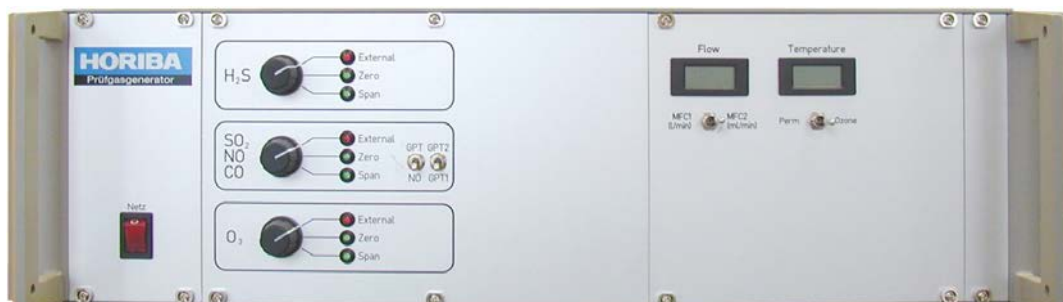 HORIBA
Prüfgasgenerator
Netz
H₂S
External
Zero
Span
SO₂
NO
CO
External
Zero
Span
GPT GPT2
NO GPT1
O₃
External
Zero
Span
Flow
MFC1
(L/min)
MFC2
(mL/min)
Temperature
Perm.
Ozone